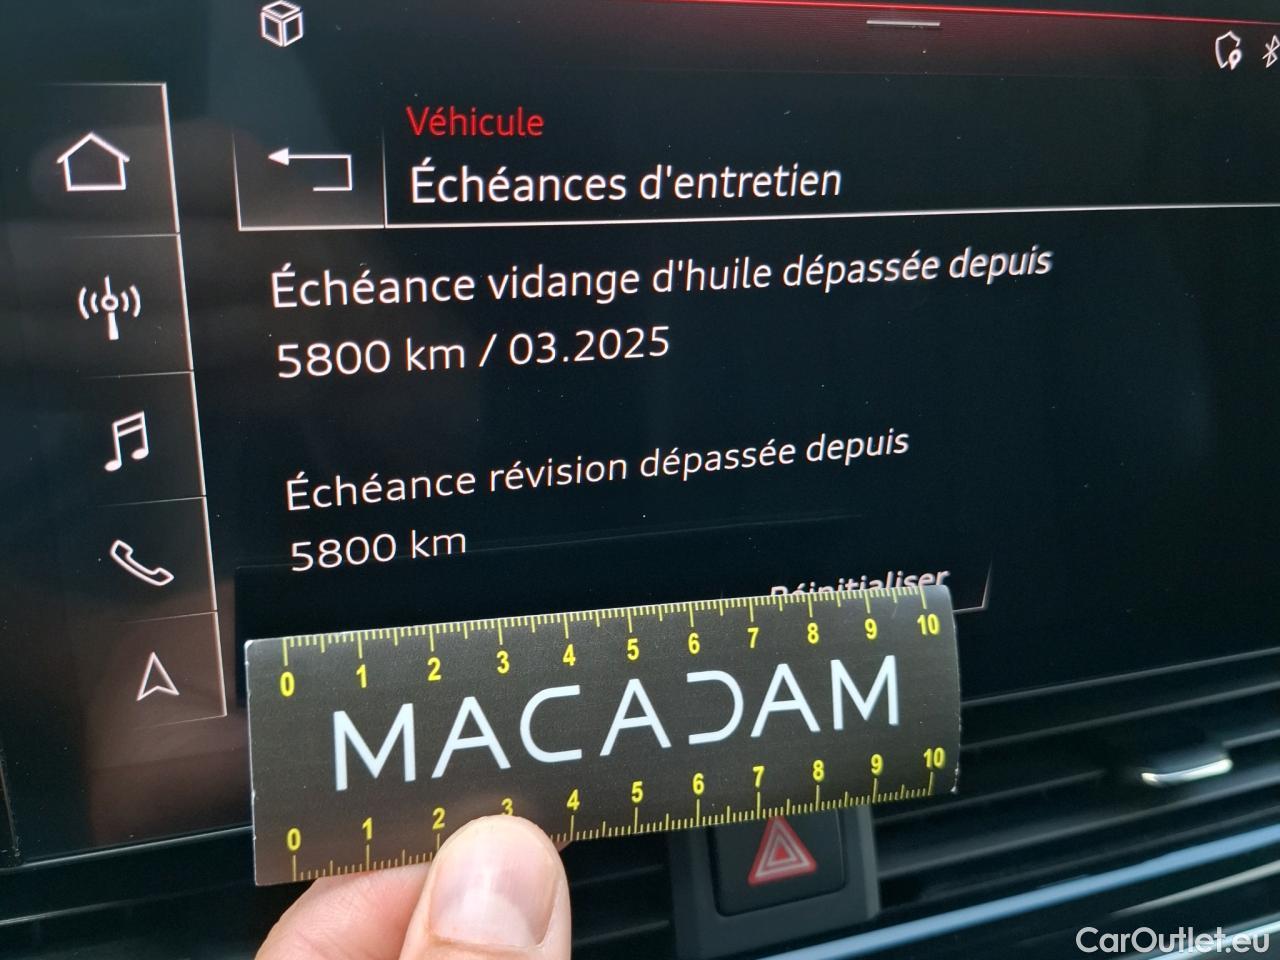 Véhicule
Échéances d'entretien
Échéance vidange d'huile dépassée depuis
5800 km / 03.2025
Échéance révision dépassée depuis
5800 km
Réinitialiser
0 1 2 3 4 5 6 7 8 9 10
MACADAM
0 1 2 3 4 5 6 7 8 9 10
CarOutlet.eu